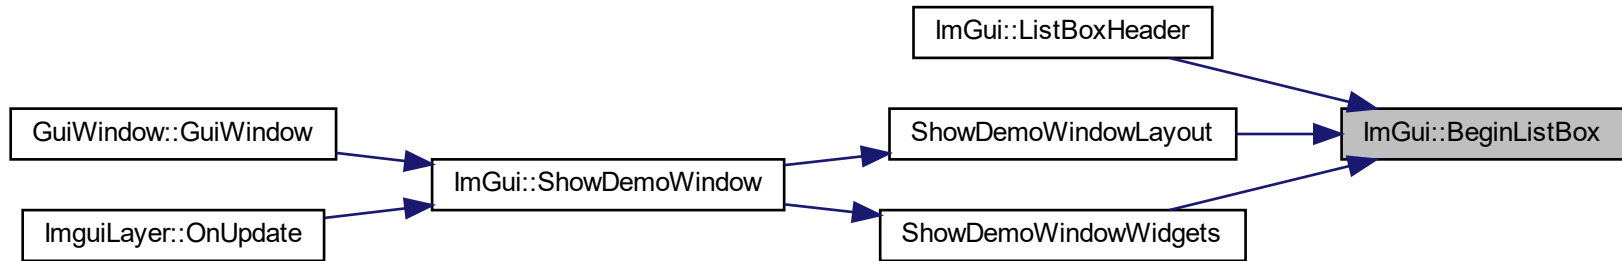 ImGui::ListBoxHeader
GuiWindow::GuiWindow
ShowDemoWindowLayout
ImGui::BeginListBox
ImGui::ShowDemoWindow
ImguiLayer::OnUpdate
ShowDemoWindowWidgets